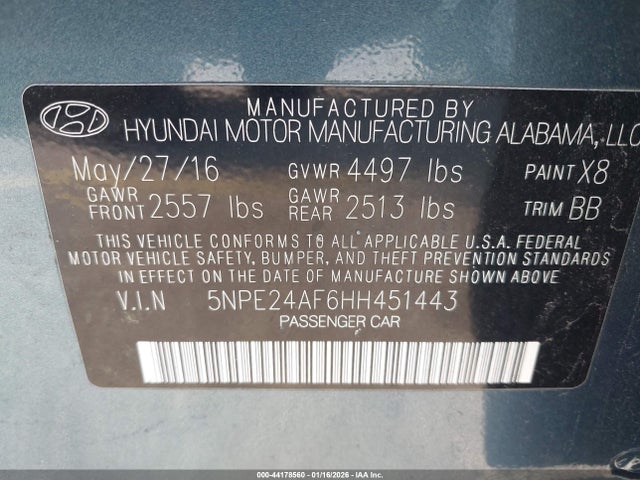 MANUFACTURED BY
HYUNDAI MOTOR MANUFACTURING ALABAMA, LLC
May/27/16 GVWR 4497 lbs PAINT X8
GAWR FRONT 2557 lbs GAWR REAR 2513 lbs TRIM BB
THIS VEHICLE CONFORMS TO ALL APPLICABLE U.S.A. FEDERAL
MOTOR VEHICLE SAFETY, BUMPER, AND THEFT PREVENTION STANDARDS
IN EFFECT ON THE DATE OF MANUFACTURE SHOWN ABOVE
V.I.N 5NPE24AF6HH451443
PASSENGER CAR
000-44178560 | 01/16/2026 - IAA Inc.